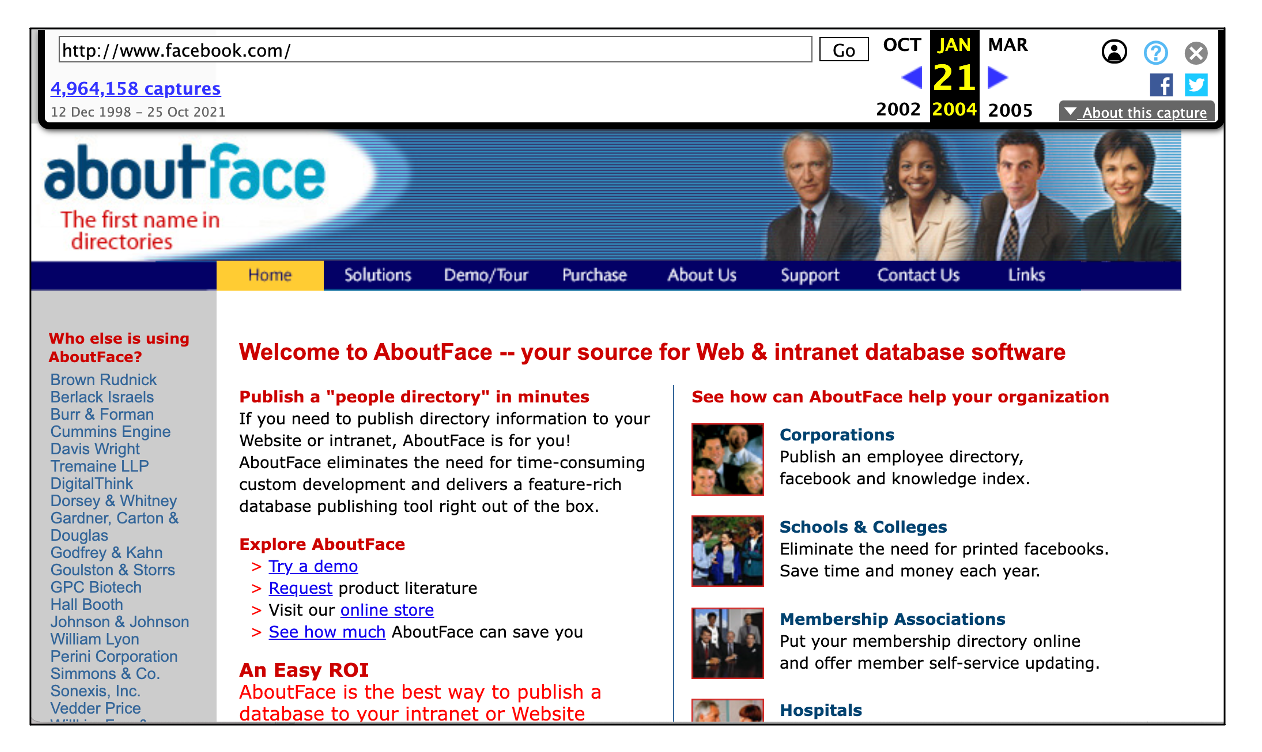 http://www.facebook.com/
Go
OCT JAN MAR
21
2002 2004 2005
4,964,158 captures
12 Dec 1998 – 25 Oct 2021
f
▼ About this capture
aboutface
The first name in
directories
Home Solutions Demo/Tour Purchase About Us Support Contact Us Links
Who else is using
AboutFace?
Brown Rudnick
Berlack Israels
Burr & Forman
Cummins Engine
Davis Wright
Tremaine LLP
DigitalThink
Dorsey & Whitney
Gardner, Carton &
Douglas
Godfrey & Kahn
Goulston & Storrs
GPC Biotech
Hall Booth
Johnson & Johnson
William Lyon
Perini Corporation
Simmons & Co.
Sonexis, Inc.
Vedder Price
Welcome to AboutFace -- your source for Web & intranet database software
Publish a "people directory" in minutes
If you need to publish directory information to your
Website or intranet, AboutFace is for you!
AboutFace eliminates the need for time-consuming
custom development and delivers a feature-rich
database publishing tool right out of the box.
Explore AboutFace
> Try a demo
> Request product literature
> Visit our online store
> See how much AboutFace can save you
An Easy ROI
AboutFace is the best way to publish a
database to your intranet or Website
See how can AboutFace help your organization
Corporations
Publish an employee directory,
facebook and knowledge index.
Schools & Colleges
Eliminate the need for printed facebooks.
Save time and money each year.
Membership Associations
Put your membership directory online
and offer member self-service updating.
Hospitals